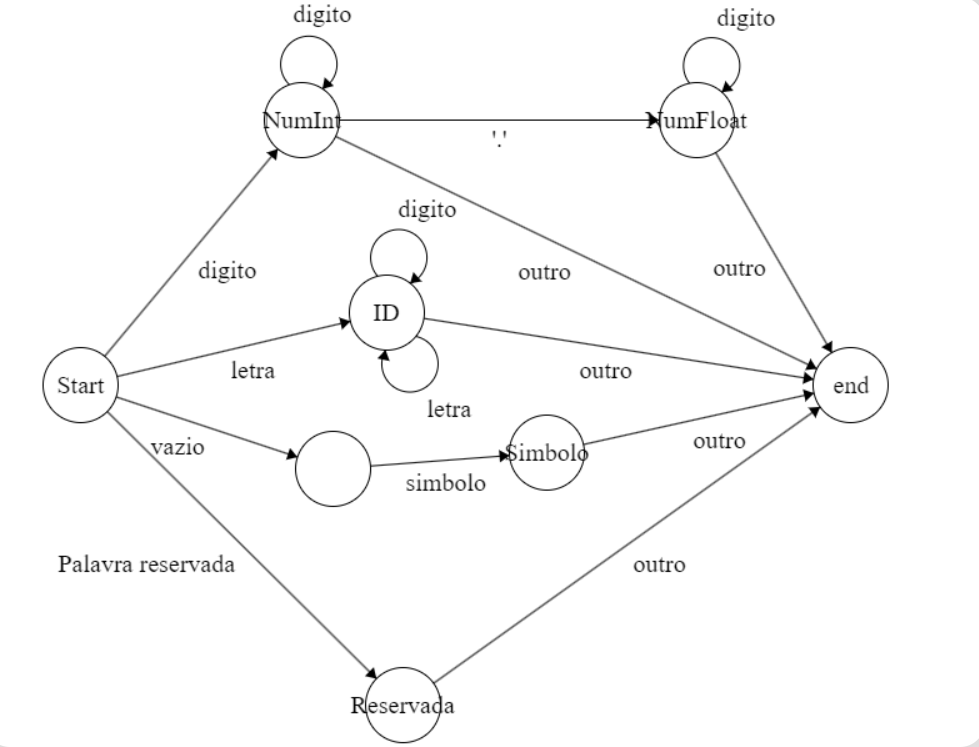 digito
digito
NumInt
'.'
NumFloat
digito
digito
outro
outro
ID
Start
letra
outro
end
letra
vazio
outro
Simbolo
simbolo
Palavra reservada
outro
Reservada